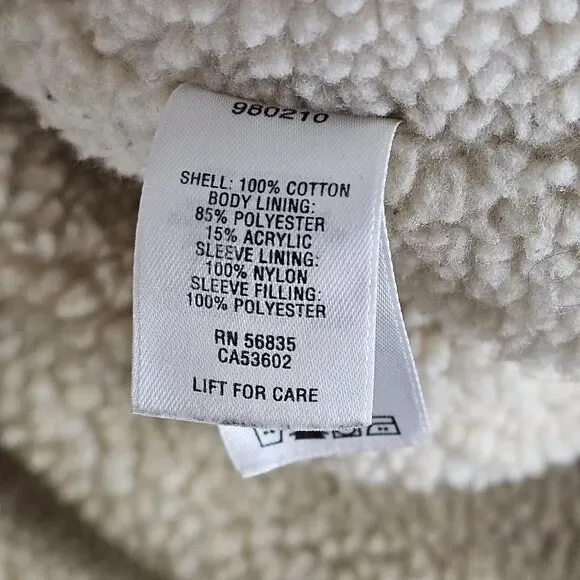 980210
SHELL: 100% COTTON
BODY LINING:
85% POLYESTER
15% ACRYLIC
SLEEVE LINING:
100% NYLON
SLEEVE FILLING:
100% POLYESTER
RN 56835
CA53602
LIFT FOR CARE